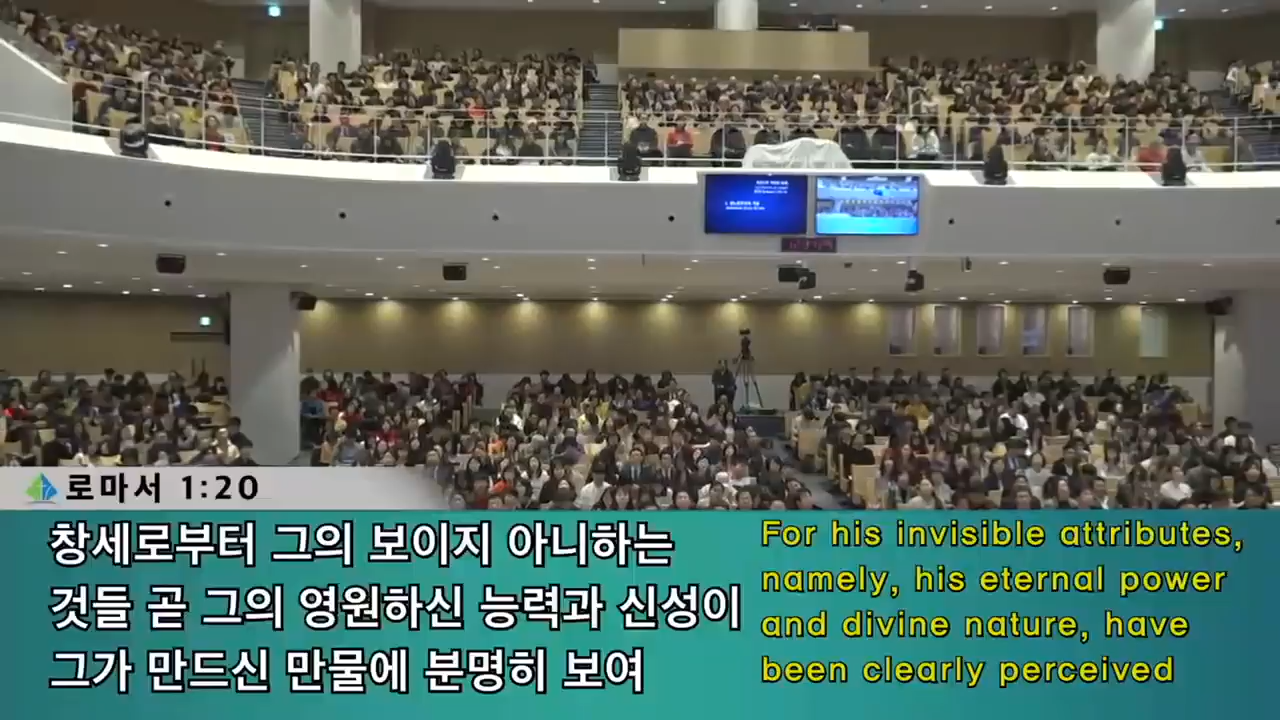 로마서 1:20
창세로부터 그의 보이지 아니하는
것들 곧 그의 영원하신 능력과 신성이
그가 만드신 만물에 분명히 보여
For his invisible attributes,
namely, his eternal power
and divine nature, have
been clearly perceived